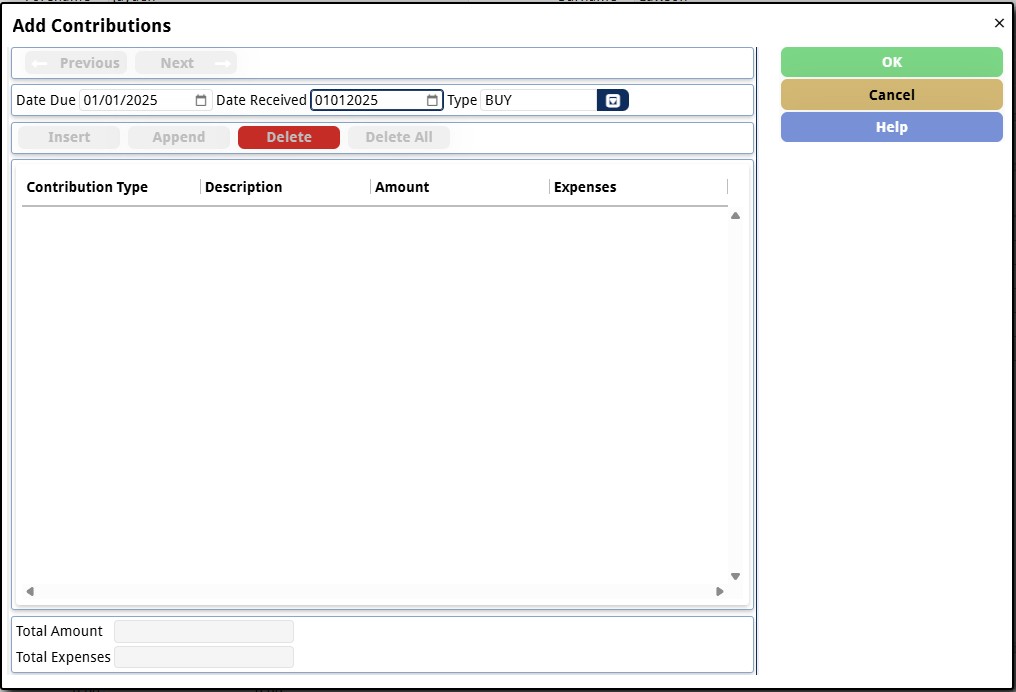 Add Contributions
Previous Next
Date Due 01/01/2025 Date Received 01012025 Type BUY
Insert Append Delete Delete All
Contribution Type Description Amount Expenses
Total Amount
Total Expenses
OK
Cancel
Help